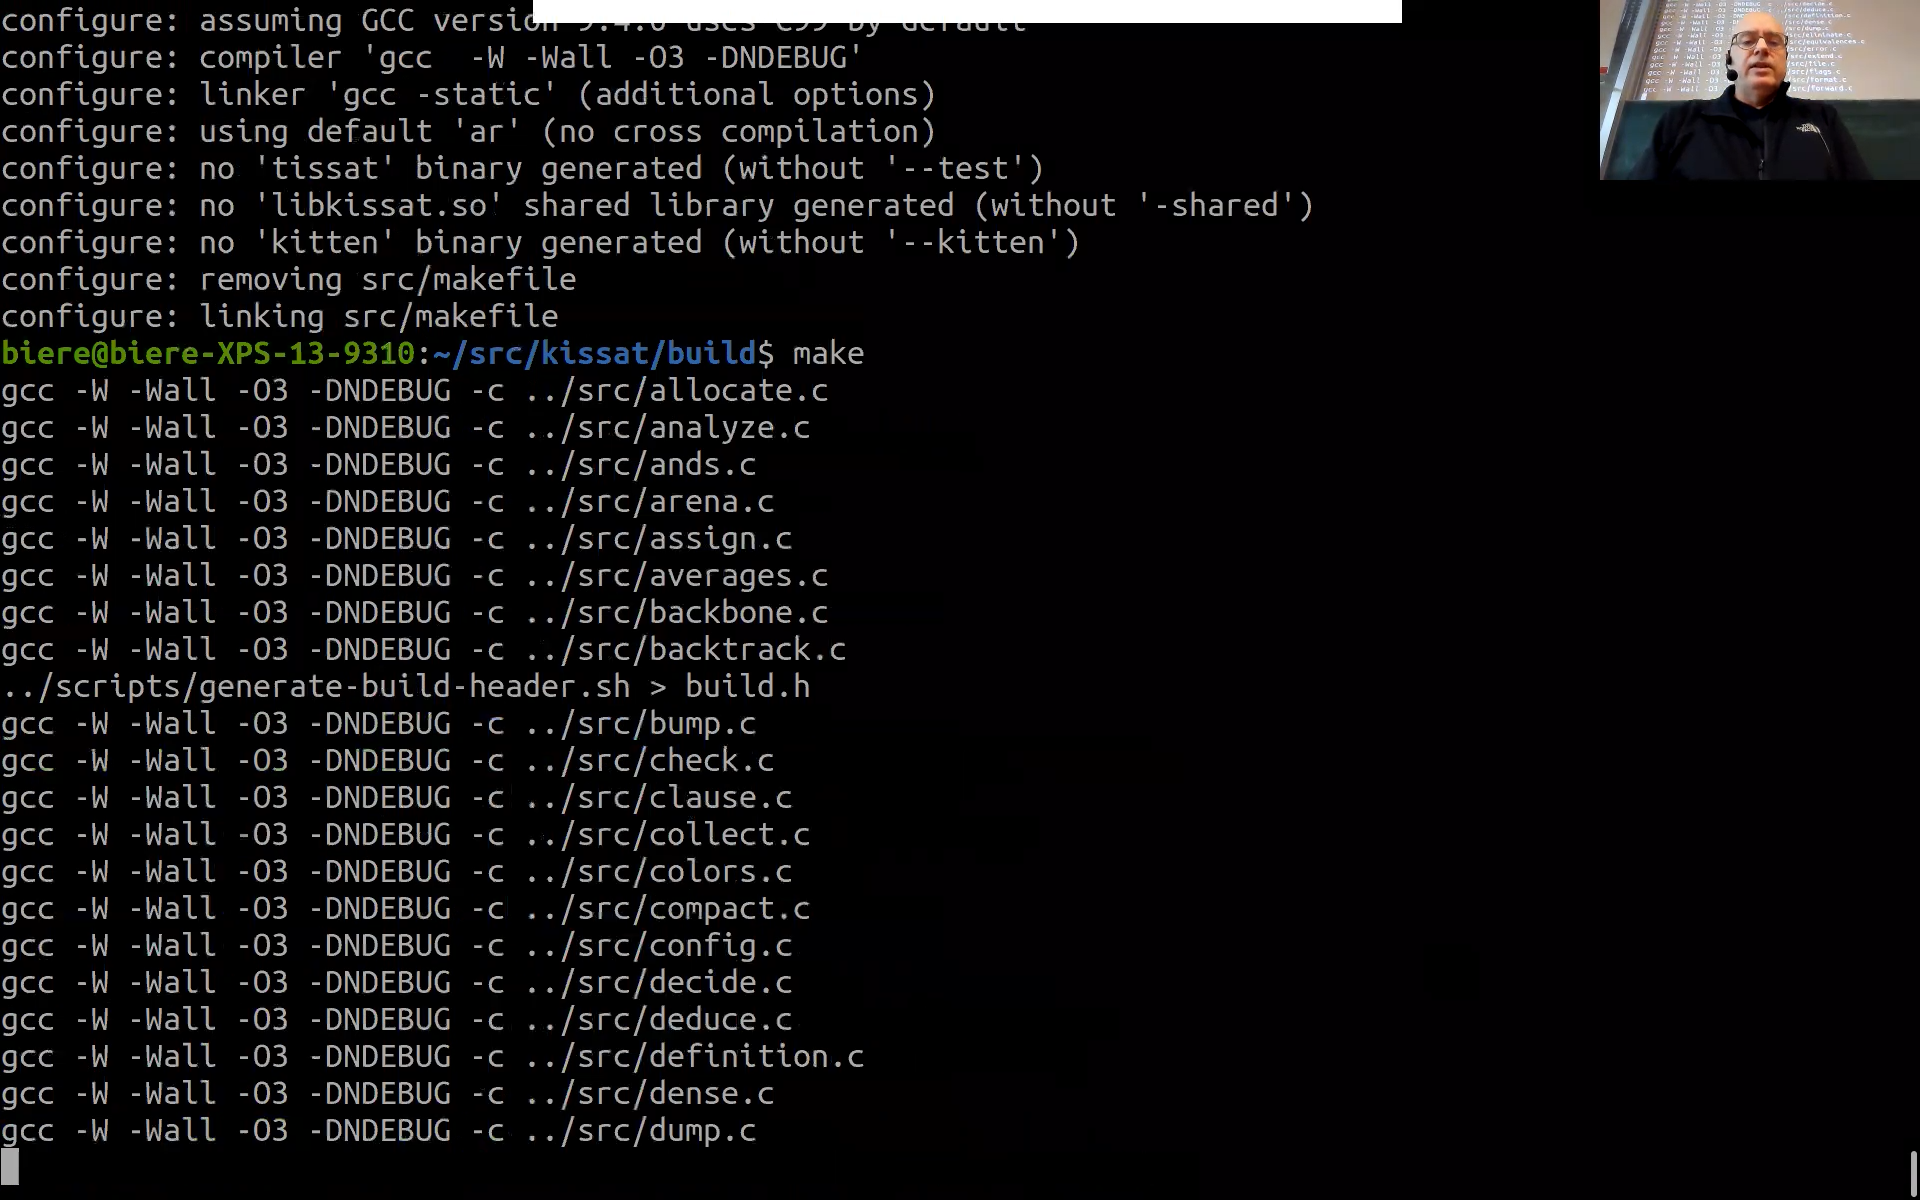 configure: assuming GCC version 9.4.0 uses C99 by default
configure: compiler 'gcc  -W -Wall -O3 -DNDEBUG'
configure: linker 'gcc -static' (additional options)
configure: using default 'ar' (no cross compilation)
configure: no 'tissat' binary generated (without '--test')
configure: no 'libkissat.so' shared library generated (without '-shared')
configure: no 'kitten' binary generated (without '--kitten')
configure: removing src/makefile
configure: linking src/makefile
biere@biere-XPS-13-9310:~/src/kissat/build$ make
gcc -W -Wall -O3 -DNDEBUG -c ../src/allocate.c
gcc -W -Wall -O3 -DNDEBUG -c ../src/analyze.c
gcc -W -Wall -O3 -DNDEBUG -c ../src/ands.c
gcc -W -Wall -O3 -DNDEBUG -c ../src/arena.c
gcc -W -Wall -O3 -DNDEBUG -c ../src/assign.c
gcc -W -Wall -O3 -DNDEBUG -c ../src/averages.c
gcc -W -Wall -O3 -DNDEBUG -c ../src/backbone.c
gcc -W -Wall -O3 -DNDEBUG -c ../src/backtrack.c
../scripts/generate-build-header.sh > build.h
gcc -W -Wall -O3 -DNDEBUG -c ../src/bump.c
gcc -W -Wall -O3 -DNDEBUG -c ../src/check.c
gcc -W -Wall -O3 -DNDEBUG -c ../src/clause.c
gcc -W -Wall -O3 -DNDEBUG -c ../src/collect.c
gcc -W -Wall -O3 -DNDEBUG -c ../src/colors.c
gcc -W -Wall -O3 -DNDEBUG -c ../src/compact.c
gcc -W -Wall -O3 -DNDEBUG -c ../src/config.c
gcc -W -Wall -O3 -DNDEBUG -c ../src/decide.c
gcc -W -Wall -O3 -DNDEBUG -c ../src/deduce.c
gcc -W -Wall -O3 -DNDEBUG -c ../src/definition.c
gcc -W -Wall -O3 -DNDEBUG -c ../src/dense.c
gcc -W -Wall -O3 -DNDEBUG -c ../src/dump.c